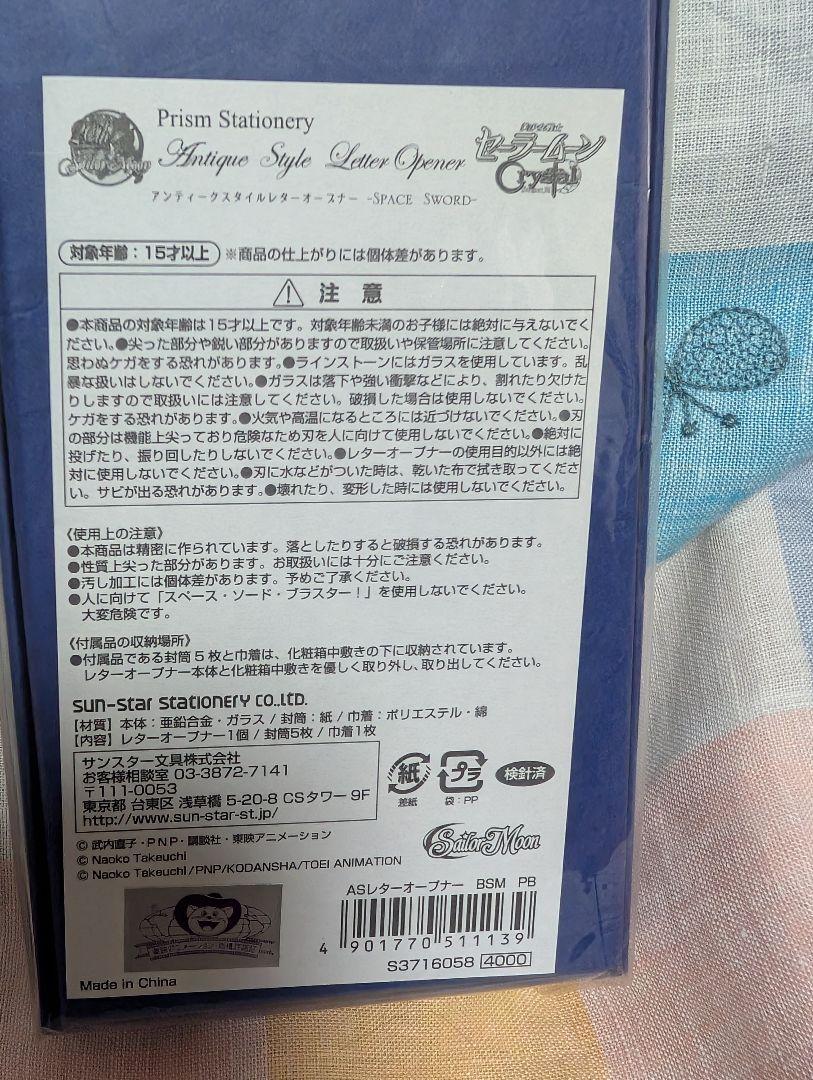 Prism Stationery
Antique Style Letter Opener
セーラームーン
Crystal
アンティークスタイルレターオープナー -SPACE SWORD-
対象年齢：15才以上 ※商品の仕上がりには個体差があります。
注意
●本商品の対象年齢は15才以上です。対象年齢未満のお子様には絶対に与えないでく
ださい。●尖った部分や鋭い部分がありますので取扱いや保管場所に注意してください。
思わぬケガをする恐れがあります。●ラインストーンにはガラスを使用しています。乱
暴な扱いはしないでください。●ガラスは落下や強い衝撃などにより、割れたり欠けた
りしますので取扱いには注意してください。破損した場合は使用しないでください。
ケガをする恐れがあります。●火気や高温になるところには近づけないでください。●刃
の部分は機能上尖っており危険なため刃を人に向けて使用しないでください。●絶対に
投げたり、振り回したりしないでください。●レターオープナーの使用目的以外には絶
対に使用しないでください。●刃に水などがついた時は、乾いた布で拭き取ってくださ
い。サビが出る恐れがあります。●壊れたり、変形した時には使用しないでください。
《使用上の注意》
●本商品は精密に作られています。落としたりすると破損する恐れがあります。
●性質上尖った部分があります。お取扱いには十分にご注意ください。
●汚し加工には個体差があります。予めご了承ください。
●人に向けて「スペース・ソード・ブラスター！」を使用しないでください。
大変危険です。
《付属品の収納場所》
●付属品である封筒5枚と巾着は、化粧箱中敷きの下に収納されています。
レターオープナー本体と化粧箱中敷きを優しく取り外し、取り出してください。
SUN-STAR STATIONERY CO.,LTD.
【材質】本体：亜鉛合金・ガラス / 封筒：紙 / 巾着：ポリエステル・綿
【内容】レターオープナー1個 / 封筒5枚 / 巾着1枚
サンスター文具株式会社
お客様相談室 03-3872-7141
〒111-0053
東京都 台東区 浅草橋 5-20-8 CSタワー 9F
http://www.sun-star-st.jp/
紙
差紙
プラ
袋：PP
検針済
© 武内直子・PNP・講談社・東映アニメーション
© Naoko Takeuchi
© Naoko Takeuchi/PNP/KODANSHA/TOEI ANIMATION
Sailor Moon
ASレターオープナー BSM PB
4 901770 511139
S3716058 4000
Made in China